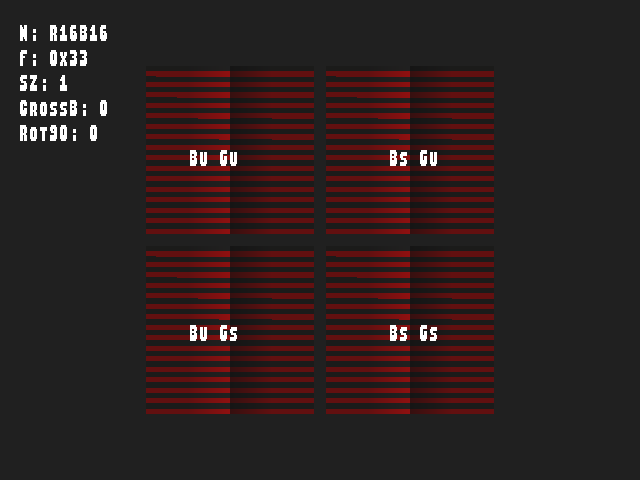 N: R16B16
F: 0x33
SZ: 1
CrossB: 0
Rot90: 0
Bu Gu
Bs Gu
Bu Gs
Bs Gs